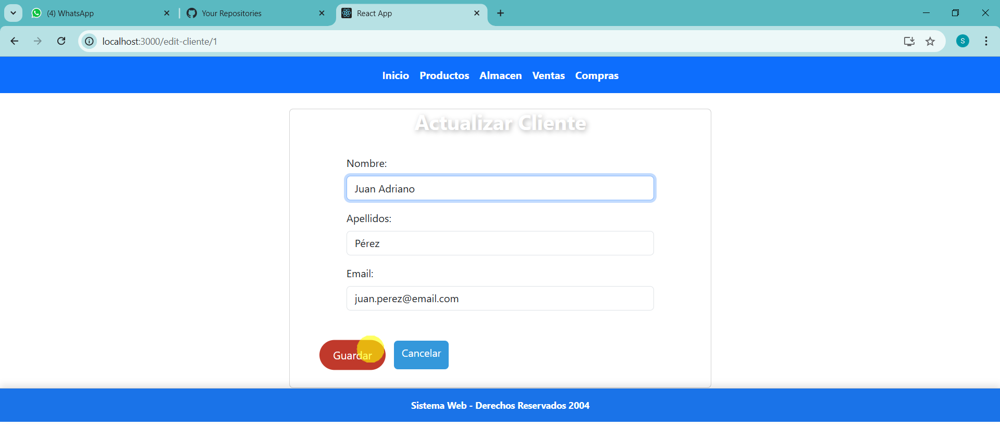 (4) WhatsApp
Your Repositories
React App
localhost:3000/edit-cliente/1
S
Inicio Productos Almacen Ventas Compras
Actualizar Cliente
Nombre:
Juan Adriano
Apellidos:
Pérez
Email:
juan.perez@email.com
Guardar Cancelar
Sistema Web - Derechos Reservados 2004